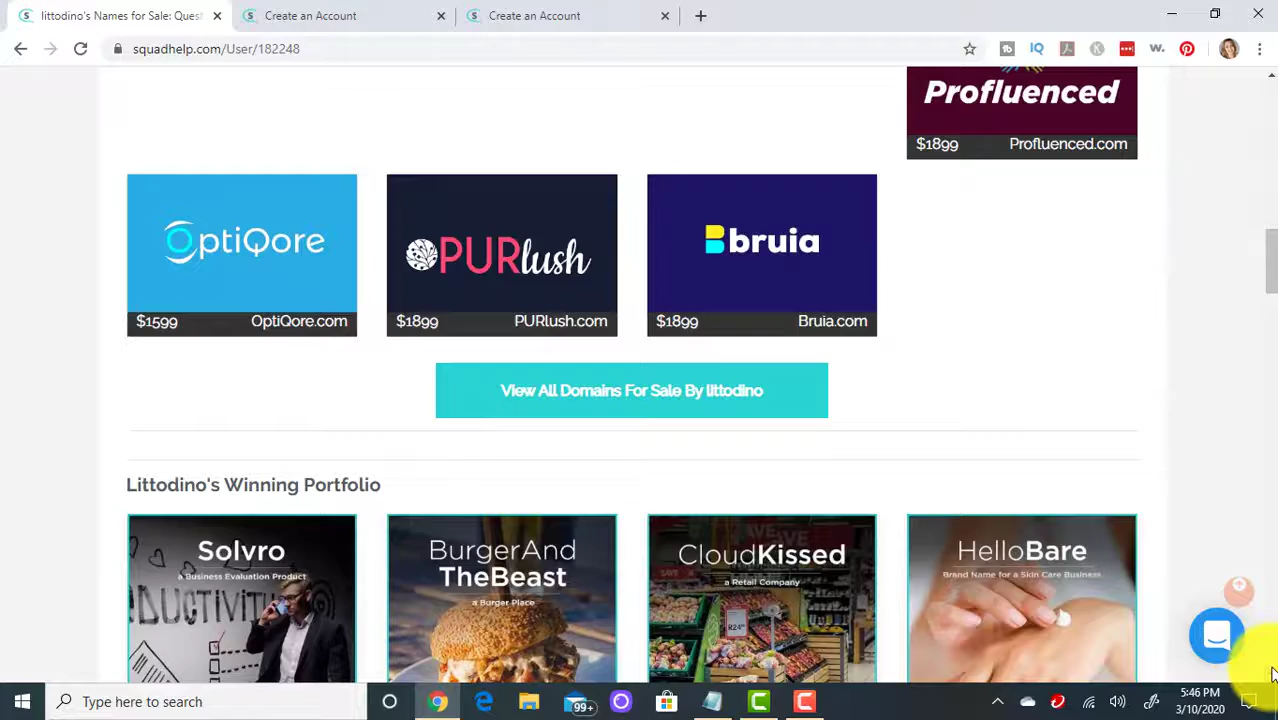 littodino's Names for Sale: Quest
Create an Account
Create an Account
squadhelp.com/User/182248
Profluenced
$1899 Profluenced.com
OptiQore
PURlush
bruia
$1599 OptiQore.com
$1899 PURlush.com
$1899 Bruia.com
View All Domains For Sale By littodino
Littodino's Winning Portfolio
Solvro
a Business Evaluation Product
BurgerAnd
TheBeast
a Burger Place
CloudKissed
a Retail Company
HelloBare
Brand Name for a Skin Care Business
Type here to search
99+
5:46 PM
3/10/2020